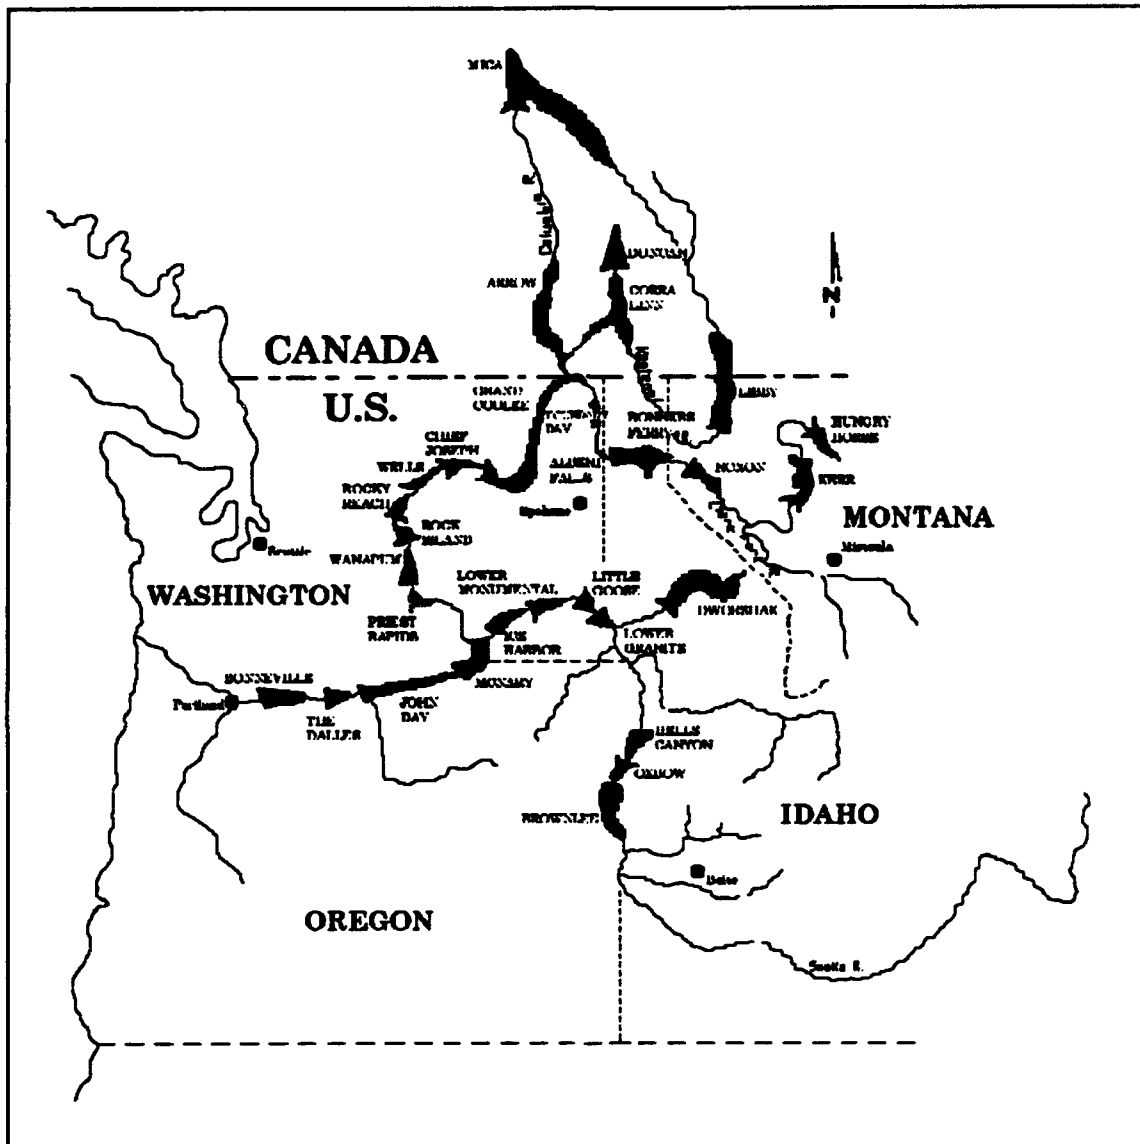 MICA
Columbia R.
DUNCAN
ARROW
CORRA
LINN
N
CANADA
U.S.
GRAND
COULEE
LIBBY
BONNERS
FERRY
HUNGRY
HORSE
CHIEF
JOSEPH
DAY
WELLS
ALBENI
FALLS
NOXON
KERR
ROCKY
REACH
Spokane
MONTANA
ROCK
ISLAND
Seattle
WANAPUM
Missoula
LOWER
MONUMENTAL
LITTLE
GOOSE
WASHINGTON
DWORSHAK
PRIEST
RAPIDS
ICE
HARBOR
LOWER
GRANITE
BONNEVILLE
McNARY
Portland
JOHN
DAY
THE
DALLES
HELLS
CANYON
OXBOW
BROWNLEE
IDAHO
Boise
OREGON
Snake R.